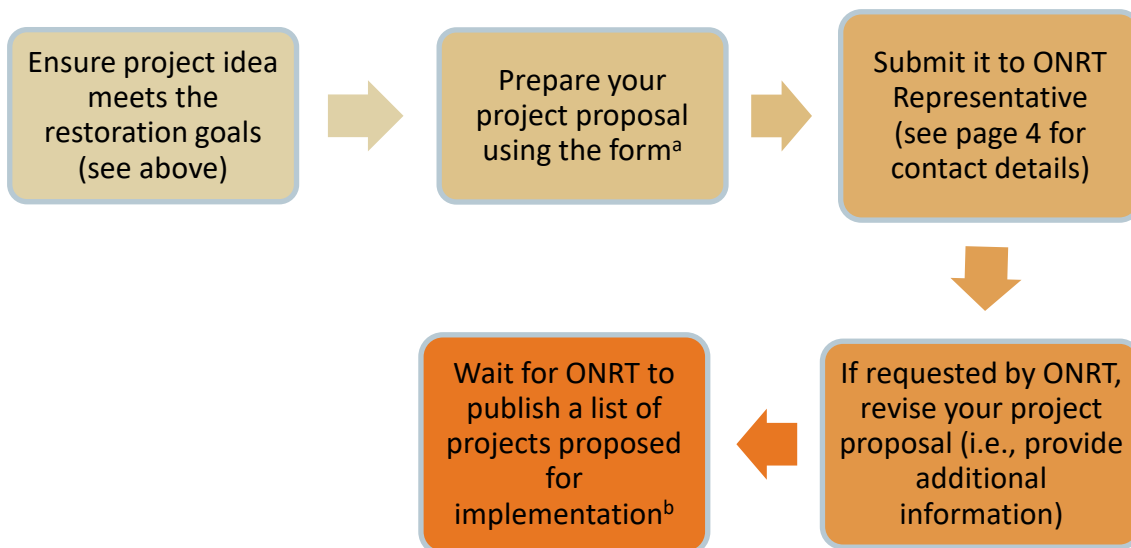 Ensure project idea
meets the
restoration goals
(see above)
Prepare your
project proposal
using the formᵃ
Submit it to ONRT
Representative
(see page 4 for
contact details)
If requested by ONRT,
revise your project
proposal (i.e., provide
additional
information)
Wait for ONRT to
publish a list of
projects proposed
for
implementationᵇ